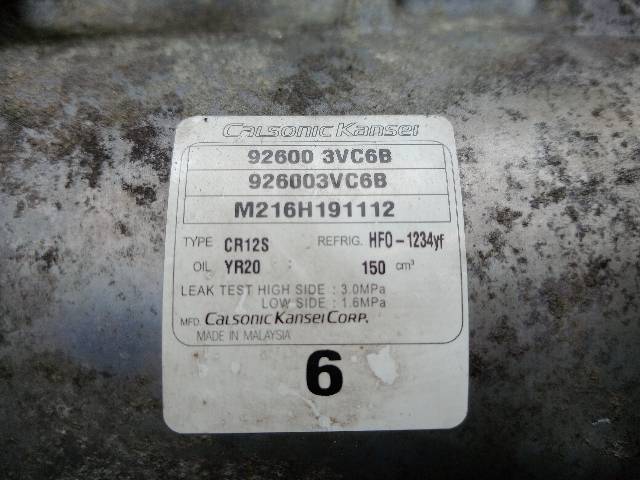 Calsonic Kansei
92600 3VC6B
926003VC6B
M216H191112
TYPE CR12S REFRIG. HFO-1234yf
OIL YR20 : 150 cm³
LEAK TEST HIGH SIDE : 3.0MPa
LOW SIDE : 1.6MPa
MFD. Calsonic Kansei Corp.
MADE IN MALAYSIA
6